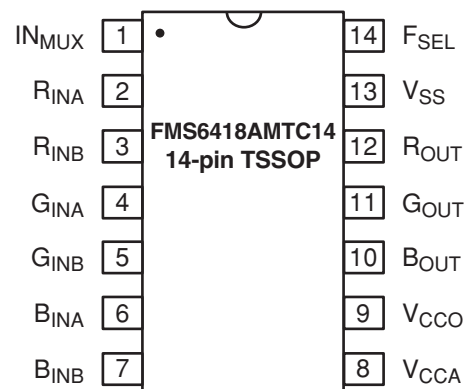 IN_MUX 1 14 F_SEL
R_INA 2 13 V_SS
FMS6418AMTC14
R_INB 3 12 R_OUT
14-pin TSSOP
G_INA 4 11 G_OUT
G_INB 5 10 B_OUT
B_INA 6 9 V_CCO
B_INB 7 8 V_CCA